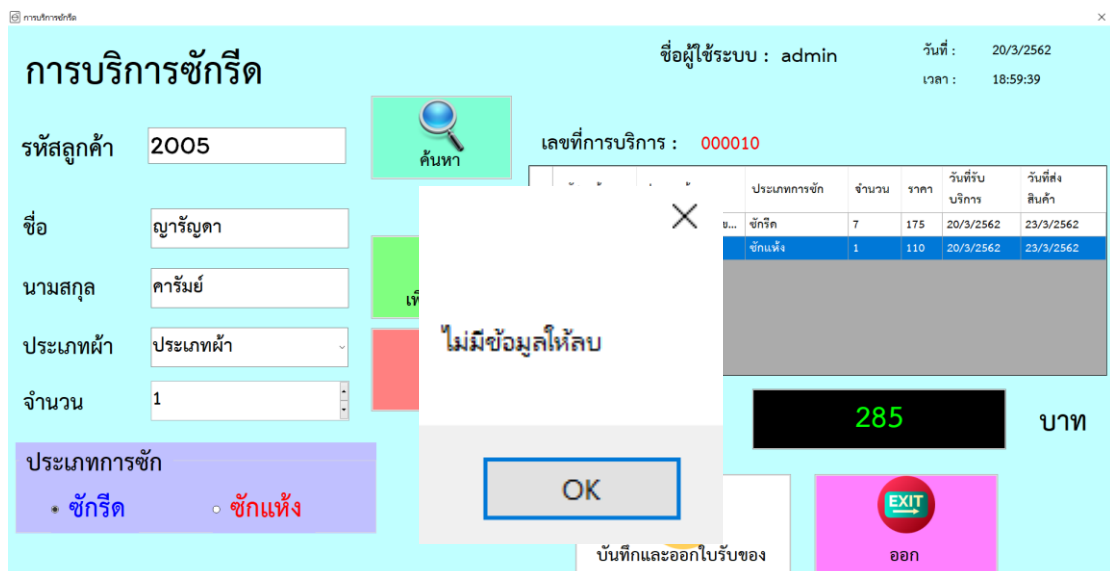 การบริการซักรีด
การบริการซักรีด
ชื่อผู้ใช้ระบบ : admin
วันที่ : 20/3/2562
เวลา : 18:59:39
รหัสลูกค้า 2005
ค้นหา
เลขที่การบริการ : 000010
ประเภทการซัก จำนวน ราคา วันที่รับบริการ วันที่ส่งสินค้า
ซักรีด 7 175 20/3/2562 23/3/2562
ซักแห้ง 1 110 20/3/2562 23/3/2562
ชื่อ ญารัญดา
นามสกุล คารัมย์
ประเภทผ้า ประเภทผ้า
จำนวน 1
ไม่มีข้อมูลให้ลบ
OK
285 บาท
ประเภทการซัก
ซักรีด ซักแห้ง
บันทึกและออกใบรับของ
EXIT
ออก